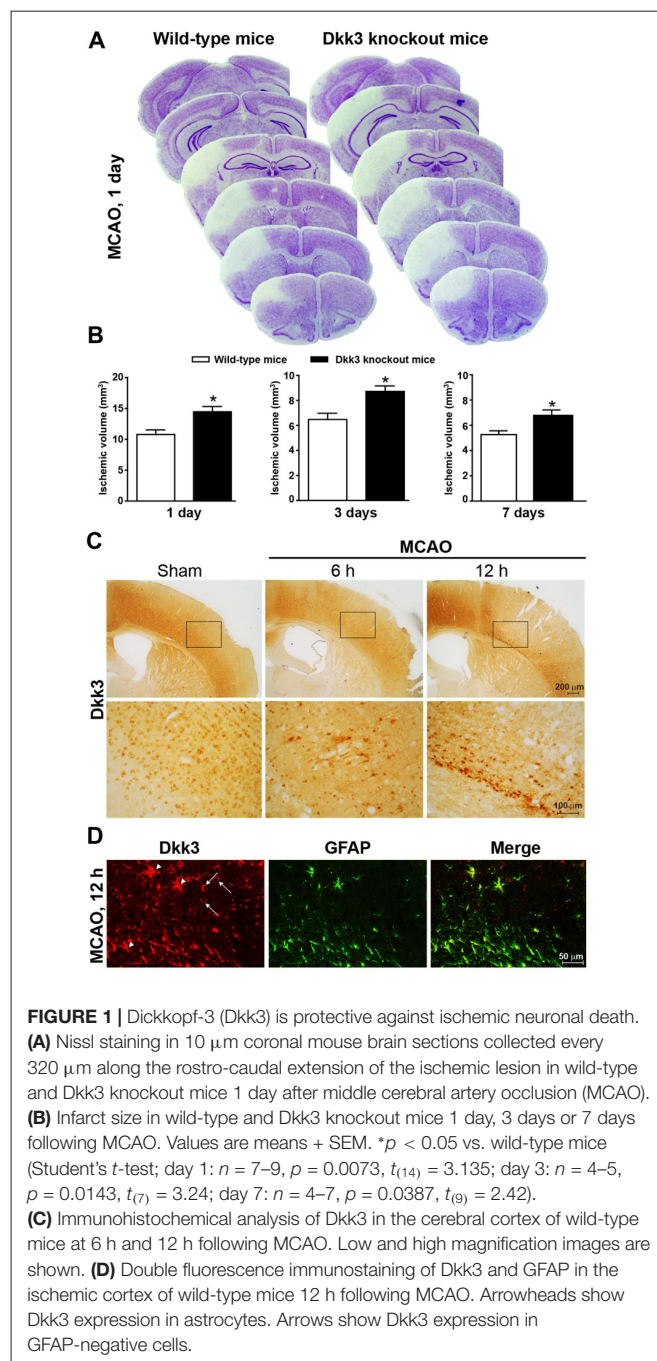 A
Wild-type mice Dkk3 knockout mice
MCAO, 1 day
B
Wild-type mice Dkk3 knockout mice
Ischemic volume (mm³)
20
15
10
5
0
*
1 day
Ischemic volume (mm³)
10
8
6
4
2
0
*
3 days
Ischemic volume (mm³)
10
8
6
4
2
0
*
7 days
C
MCAO
Sham 6 h 12 h
Dkk3
200 µm
100 µm
D
Dkk3 GFAP Merge
MCAO, 12 h
50 µm
FIGURE 1 | Dickkopf-3 (Dkk3) is protective against ischemic neuronal death.
(A) Nissl staining in 10 µm coronal mouse brain sections collected every
320 µm along the rostro-caudal extension of the ischemic lesion in wild-type
and Dkk3 knockout mice 1 day after middle cerebral artery occlusion (MCAO).
(B) Infarct size in wild-type and Dkk3 knockout mice 1 day, 3 days or 7 days
following MCAO. Values are means + SEM. *p < 0.05 vs. wild-type mice
(Student's t-test; day 1: n = 7–9, p = 0.0073, t(14) = 3.135; day 3: n = 4–5,
p = 0.0143, t(7) = 3.24; day 7: n = 4–7, p = 0.0387, t(9) = 2.42).
(C) Immunohistochemical analysis of Dkk3 in the cerebral cortex of wild-type
mice at 6 h and 12 h following MCAO. Low and high magnification images are
shown. (D) Double fluorescence immunostaining of Dkk3 and GFAP in the
ischemic cortex of wild-type mice 12 h following MCAO. Arrowheads show
Dkk3 expression in astrocytes. Arrows show Dkk3 expression in
GFAP-negative cells.